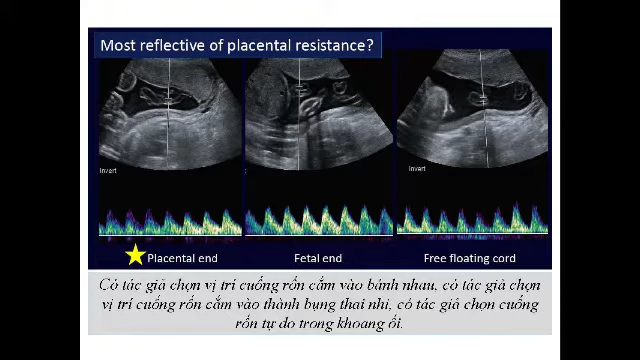 Most reflective of placental resistance?
Invert
Invert
Invert
Placental end
Fetal end
Free floating cord
Có tác giả chọn vị trí cuống rốn cắm vào bánh nhau, có tác giả chọn
vị trí cuống rốn cắm vào thành bụng thai nhi, có tác giả chọn cuống
rốn tự do trong khoang ối.